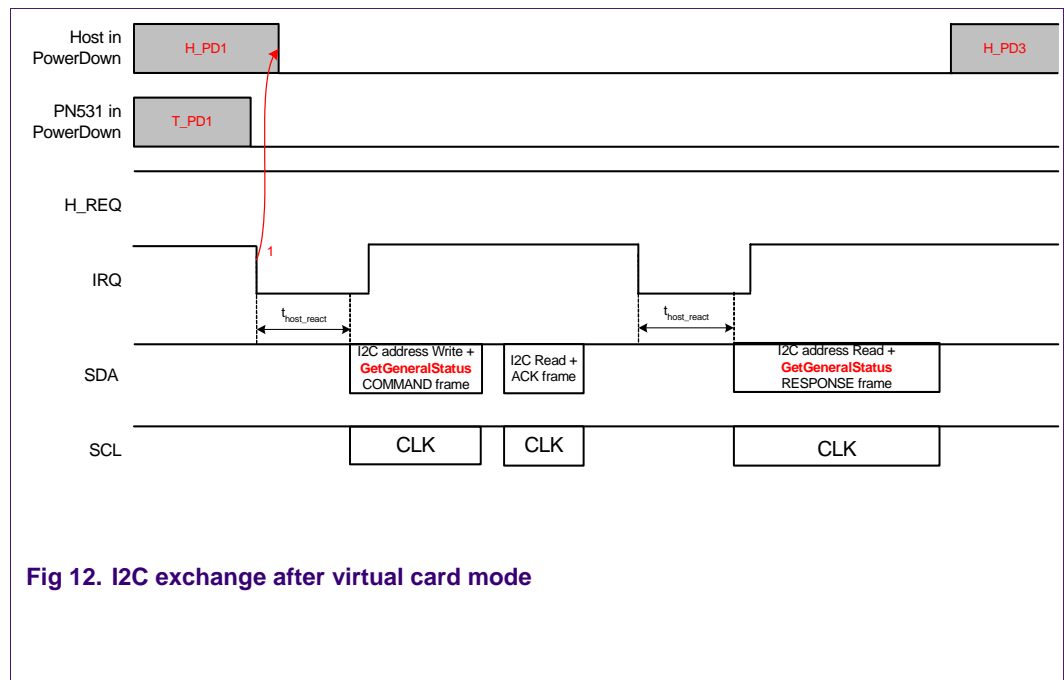 Host in
PowerDown
H_PD1
H_PD3
PN531 in
PowerDown
T_PD1
H_REQ
1
IRQ
thost_react
thost_react
SDA
I2C address Write +
GetGeneralStatus
COMMAND frame
I2C Read +
ACK frame
I2C address Read +
GetGeneralStatus
RESPONSE frame
SCL
CLK
CLK
CLK
Fig 12. I2C exchange after virtual card mode